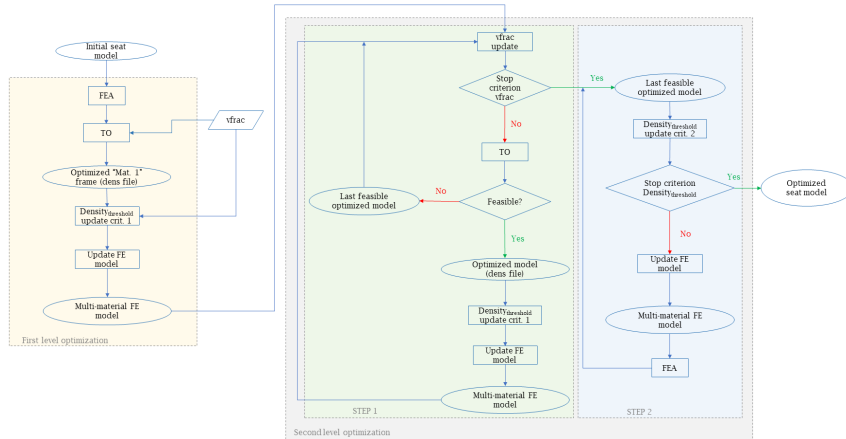 Initial seat
model
FEA
TO
vfrac
Optimized "Mat. 1"
frame (dens file)
Density threshold
update crit. 1
Update FE
model
Multi-material FE
model
First level optimization
vfrac
update
Stop
criterion
vfrac
Yes
No
TO
Feasible?
No
Last feasible
optimized model
Yes
Optimized model
(dens file)
Density threshold
update crit. 1
Update FE
model
Multi-material FE
model
STEP 1
Last feasible
optimized model
Density threshold
update crit. 2
Stop criterion
Density threshold
Yes
Optimized
seat model
No
Update FE
model
Multi-material FE
model
FEA
STEP 2
Second level optimization